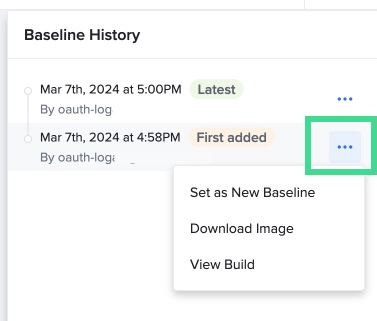 Baseline History
Mar 7th, 2024 at 5:00PM Latest
By oauth-log
Mar 7th, 2024 at 4:58PM First added
By oauth-loga
Set as New Baseline
Download Image
View Build